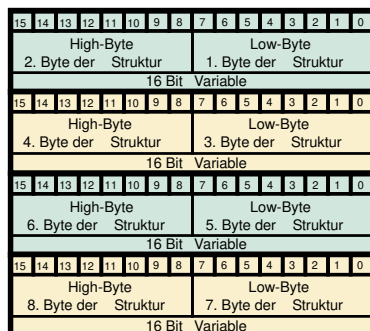 15 14 13 12 11 10 9 8 7 6 5 4 3 2 1 0
High-Byte Low-Byte
2. Byte der Struktur 1. Byte der Struktur
16 Bit Variable
15 14 13 12 11 10 9 8 7 6 5 4 3 2 1 0
High-Byte Low-Byte
4. Byte der Struktur 3. Byte der Struktur
16 Bit Variable
15 14 13 12 11 10 9 8 7 6 5 4 3 2 1 0
High-Byte Low-Byte
6. Byte der Struktur 5. Byte der Struktur
16 Bit Variable
15 14 13 12 11 10 9 8 7 6 5 4 3 2 1 0
High-Byte Low-Byte
8. Byte der Struktur 7. Byte der Struktur
16 Bit Variable